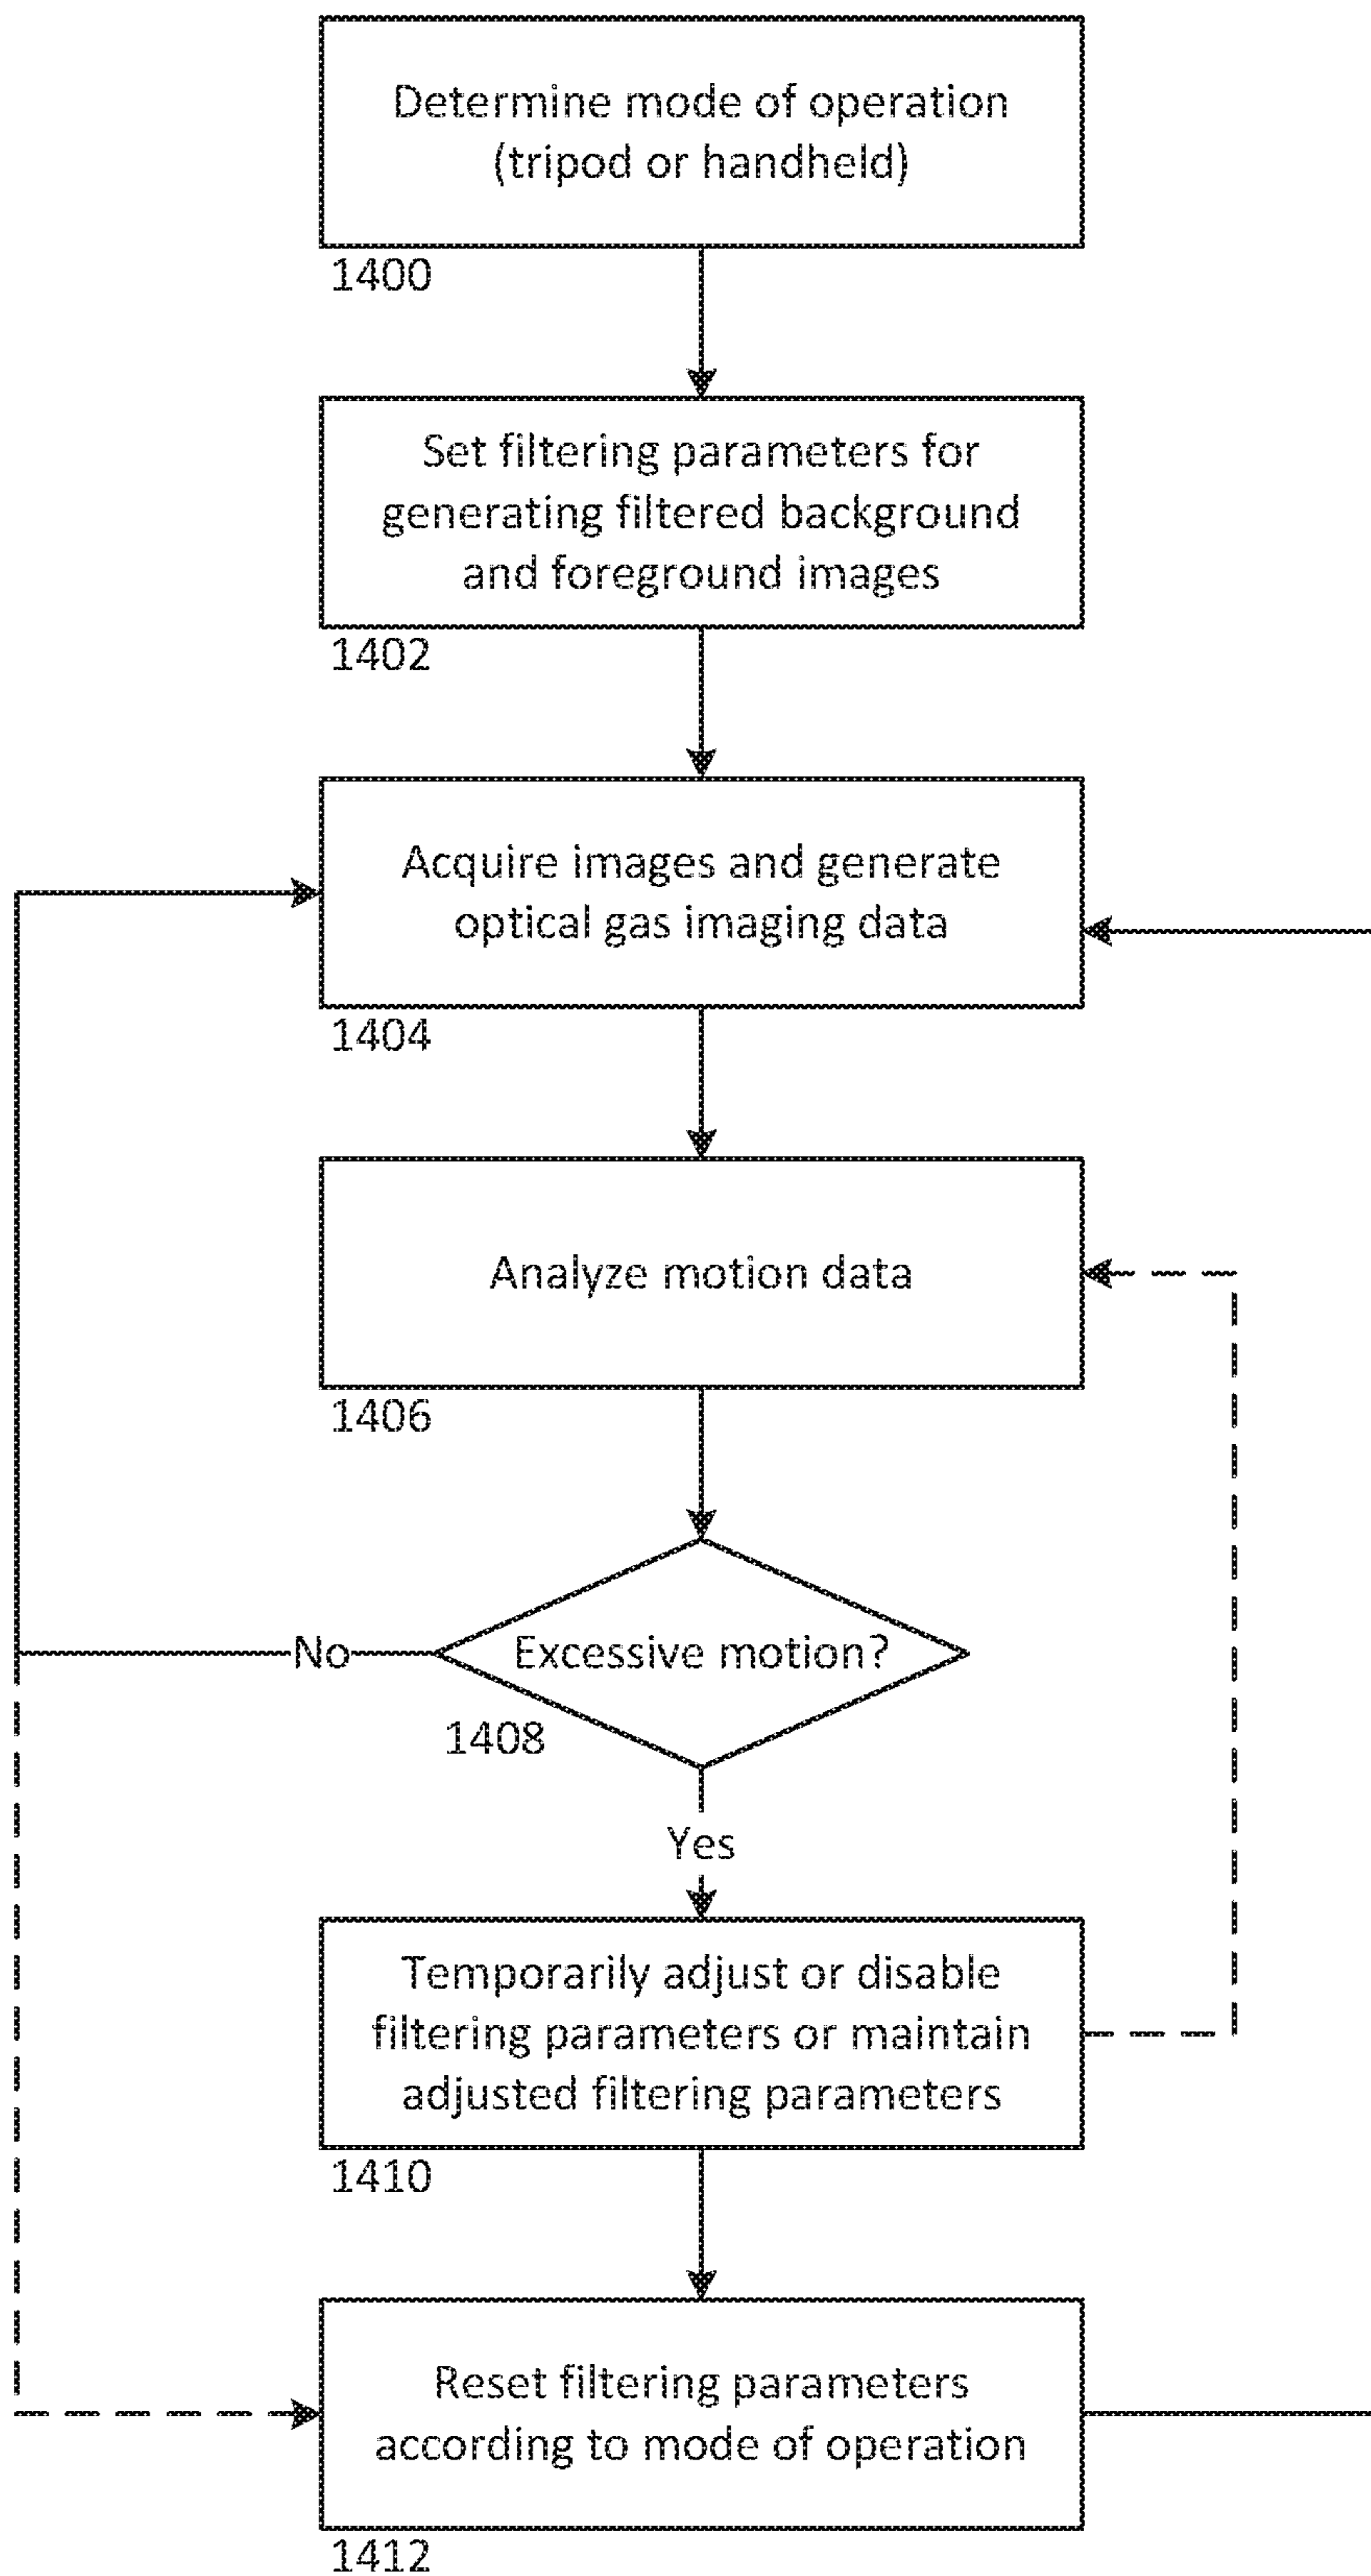 Determine mode of operation
(tripod or handheld)
1400
Set filtering parameters for
generating filtered background
and foreground images
1402
Acquire images and generate
optical gas imaging data
1404
Analyze motion data
1406
No
Excessive motion?
1408
Yes
Temporarily adjust or disable
filtering parameters or maintain
adjusted filtering parameters
1410
Reset filtering parameters
according to mode of operation
1412